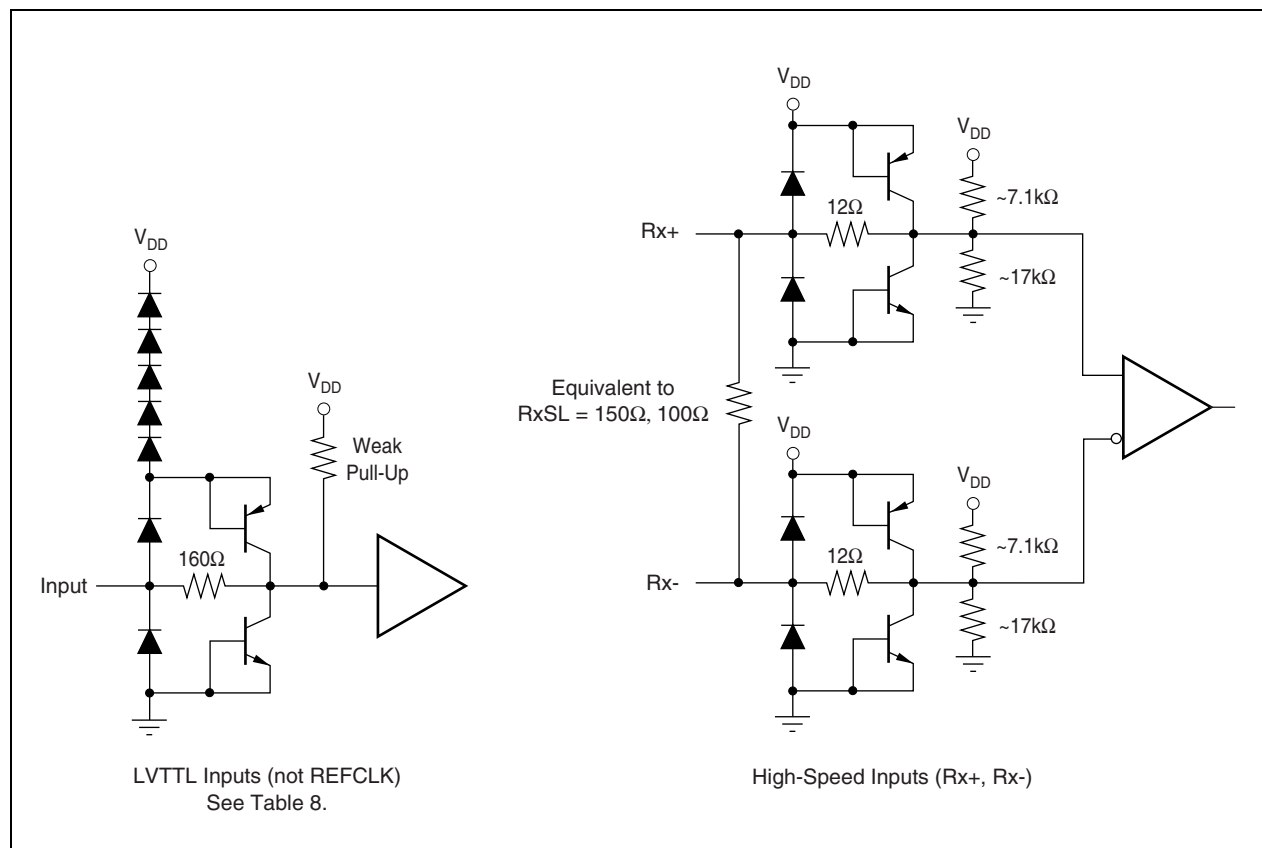 VDD
VDD
Weak
Pull-Up
160Ω
Input
LVTTL Inputs (not REFCLK)
See Table 8.
VDD
VDD
~7.1kΩ
12Ω
Rx+
~17kΩ
Equivalent to
RxSL = 150Ω, 100Ω
VDD
VDD
~7.1kΩ
12Ω
Rx-
~17kΩ
High-Speed Inputs (Rx+, Rx-)